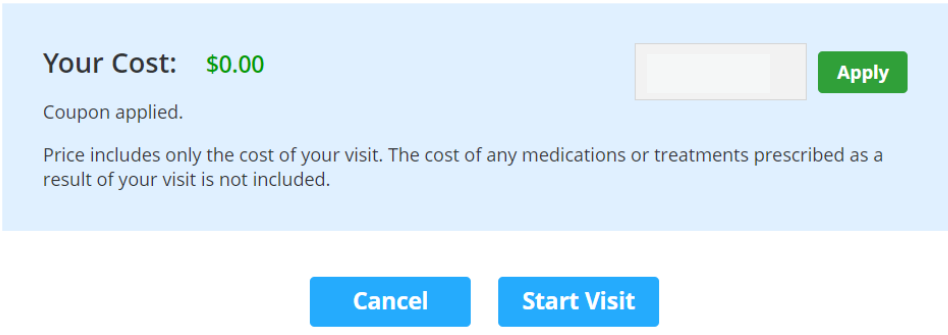 Your Cost: $0.00
Apply
Coupon applied.
Price includes only the cost of your visit. The cost of any medications or treatments prescribed as a
result of your visit is not included.
Cancel
Start Visit